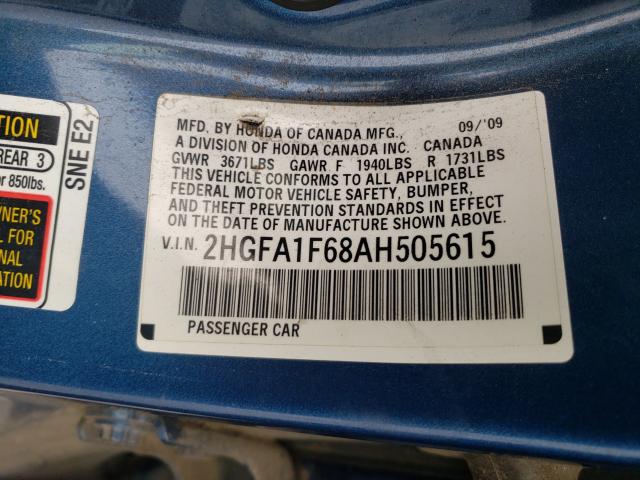 TION
REAR 3
or 850lbs.
WNER'S
L FOR
NAL
ATION
SNE E2
MFD. BY HONDA OF CANADA MFG., 09/'09
A DIVISION OF HONDA CANADA INC. CANADA
GVWR 3671LBS GAWR F 1940LBS R 1731LBS
THIS VEHICLE CONFORMS TO ALL APPLICABLE
FEDERAL MOTOR VEHICLE SAFETY, BUMPER,
AND THEFT PREVENTION STANDARDS IN EFFECT
ON THE DATE OF MANUFACTURE SHOWN ABOVE.
V.I.N. 2HGFA1F68AH505615
PASSENGER CAR